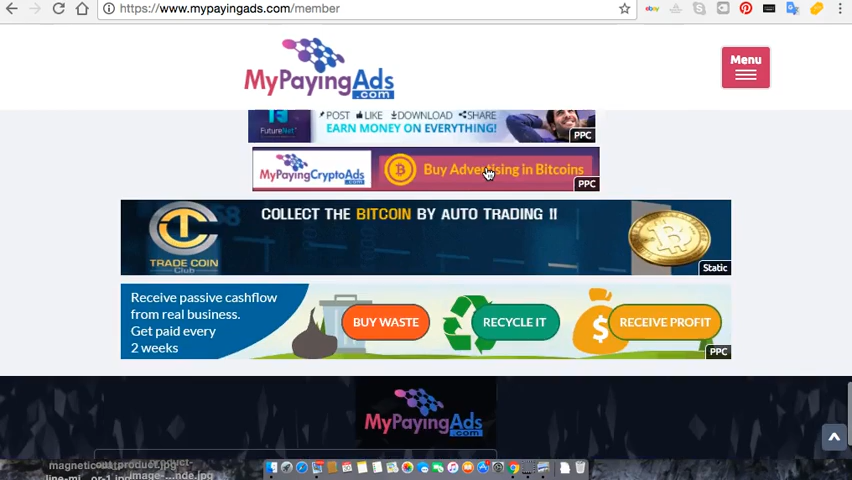 https://www.mypayingads.com/member
ebay
MyPayingAds
.com
Menu
FutureNet
POST LIKE DOWNLOAD SHARE
EARN MONEY ON EVERYTHING!
PPC
MyPayingCryptoAds
.com
Buy Advertising in Bitcoins
PPC
COLLECT THE BITCOIN BY AUTO TRADING !!
TRADE COIN
Club
Static
Receive passive cashflow
from real business.
Get paid every
2 weeks
BUY WASTE
RECYCLE IT
$
RECEIVE PROFIT
PPC
MyPayingAds
.com